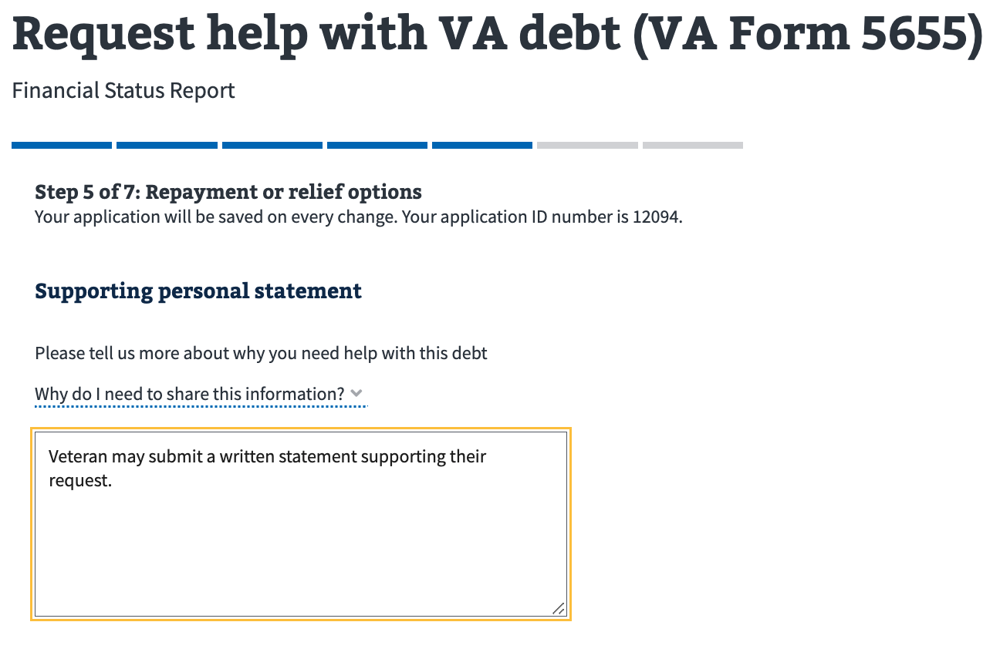 Request help with VA debt (VA Form 5655)
Financial Status Report
Step 5 of 7: Repayment or relief options
Your application will be saved on every change. Your application ID number is 12094.
Supporting personal statement
Please tell us more about why you need help with this debt
Why do I need to share this information?
Veteran may submit a written statement supporting their
request.